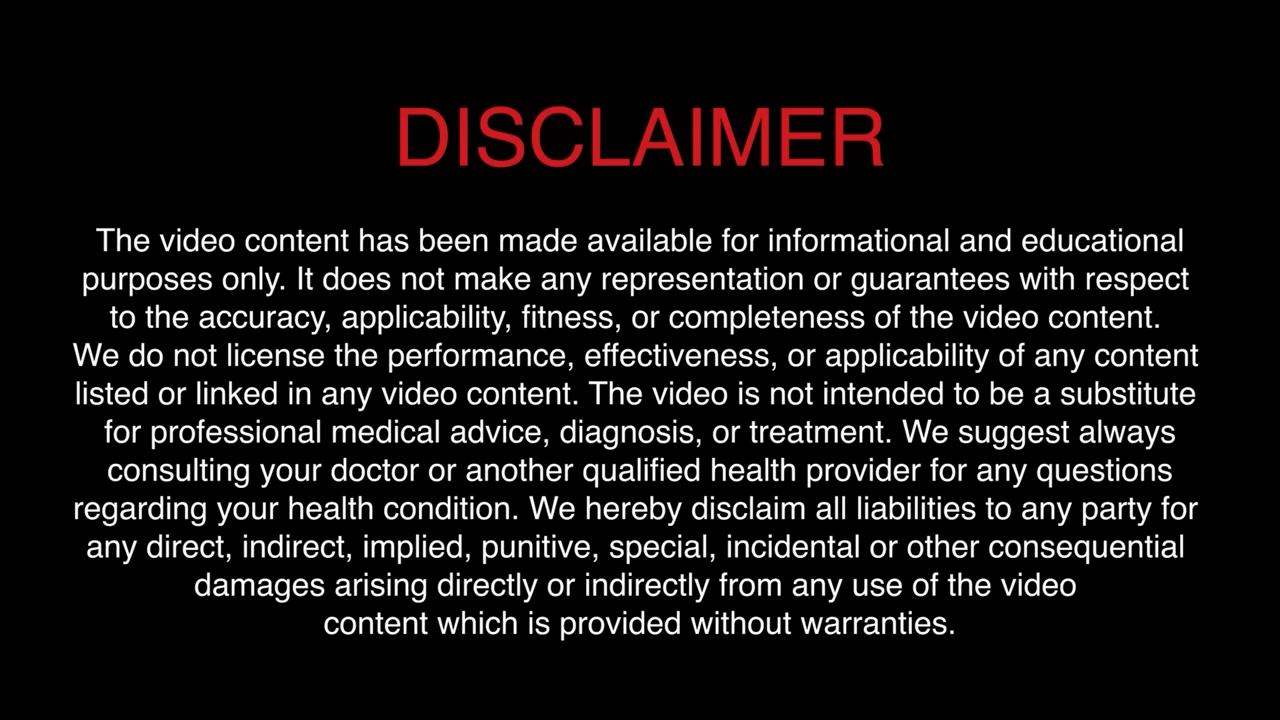 DISCLAIMER
The video content has been made available for informational and educational
purposes only. It does not make any representation or guarantees with respect
to the accuracy, applicability, fitness, or completeness of the video content.
We do not license the performance, effectiveness, or applicability of any content
listed or linked in any video content. The video is not intended to be a substitute
for professional medical advice, diagnosis, or treatment. We suggest always
consulting your doctor or another qualified health provider for any questions
regarding your health condition. We hereby disclaim all liabilities to any party for
any direct, indirect, implied, punitive, special, incidental or other consequential
damages arising directly or indirectly from any use of the video
content which is provided without warranties.